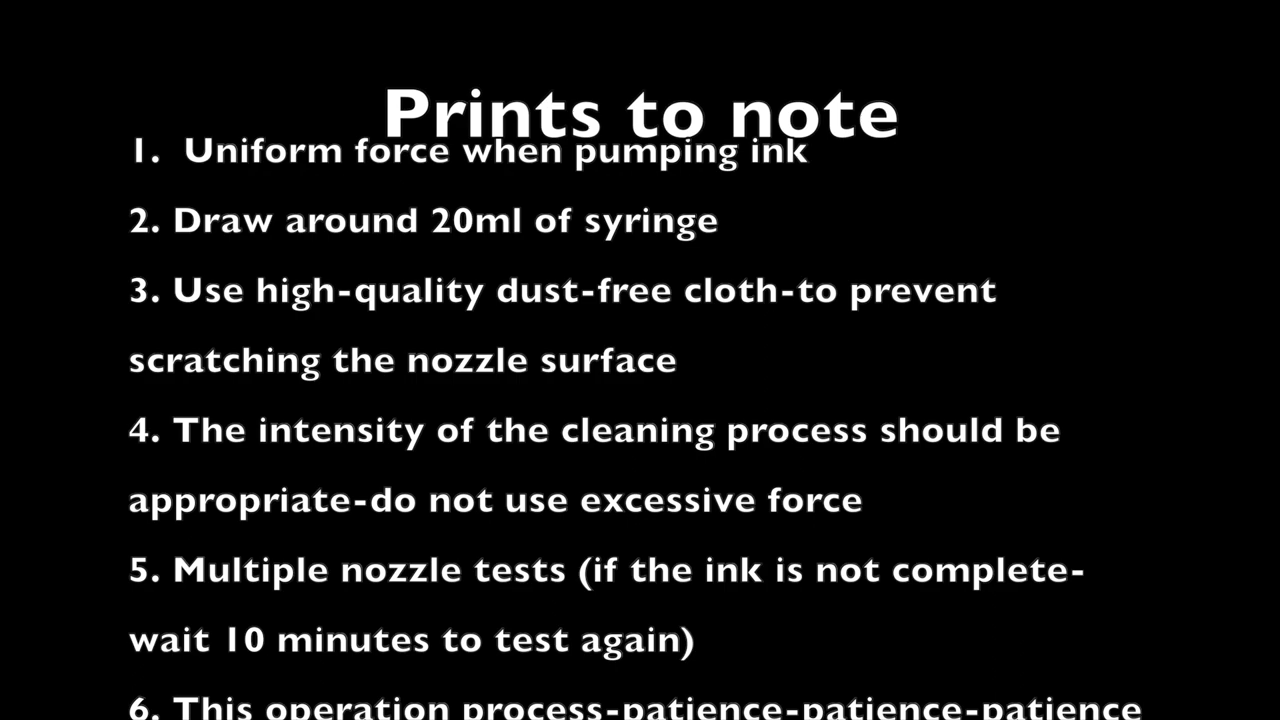 Prints to note
1. Uniform force when pumping ink
2. Draw around 20ml of syringe
3. Use high-quality dust-free cloth-to prevent
scratching the nozzle surface
4. The intensity of the cleaning process should be
appropriate-do not use excessive force
5. Multiple nozzle tests (if the ink is not complete-
wait 10 minutes to test again)
6. This operation process-patience-patience-patience